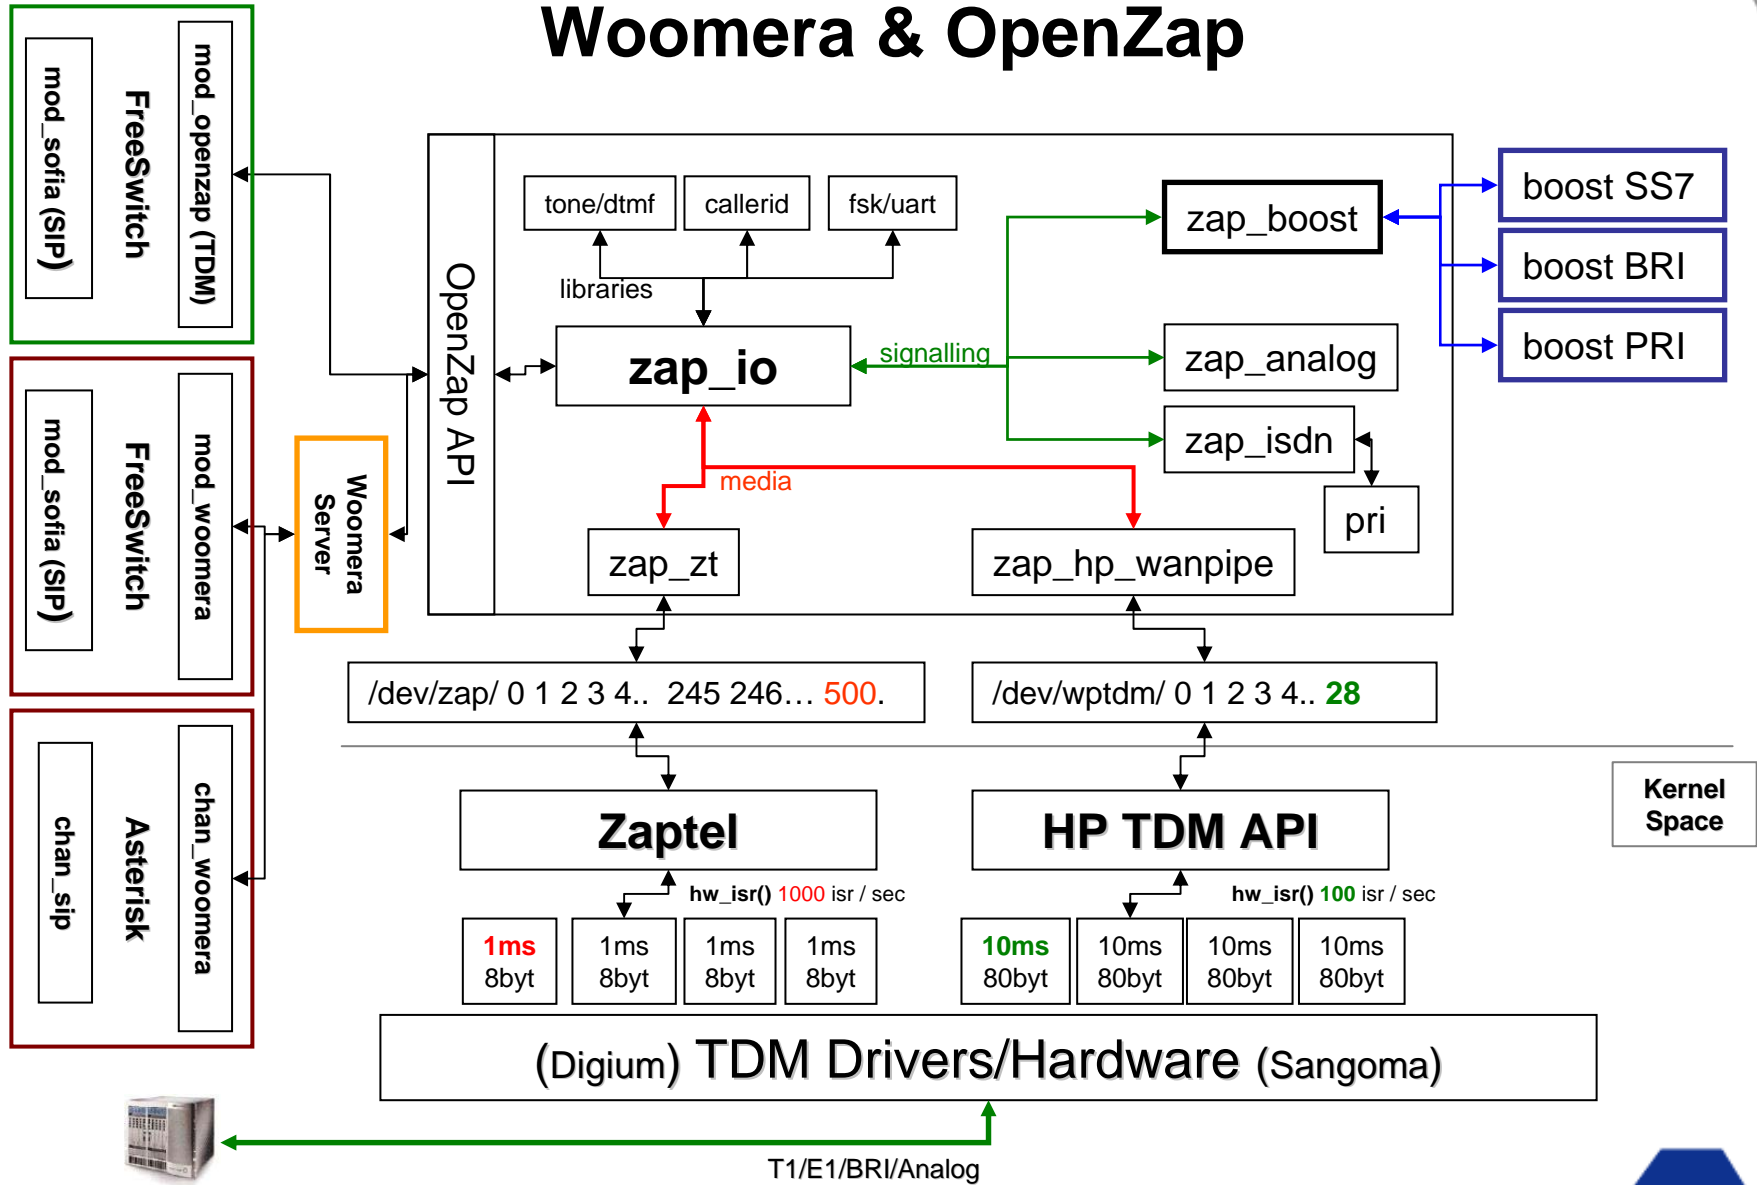 Woomera & OpenZap
mod_sofia (SIP)
FreeSwitch
mod_openzap (TDM)
mod_sofia (SIP)
FreeSwitch
mod_woomera
chan_sip
Asterisk
chan_woomera
Woomera
Server
OpenZap API
tone/dtmf
callerid
fsk/uart
libraries
zap_io
signalling
media
zap_boost
zap_analog
zap_isdn
pri
boost SS7
boost BRI
boost PRI
zap_zt
zap_hp_wanpipe
/dev/zap/ 0 1 2 3 4.. 245 246... 500.
/dev/wptdm/ 0 1 2 3 4.. 28
Kernel
Space
Zaptel
HP TDM API
hw_isr() 1000 isr / sec
hw_isr() 100 isr / sec
1ms
8byt
1ms
8byt
1ms
8byt
1ms
8byt
10ms
80byt
10ms
80byt
10ms
80byt
10ms
80byt
(Digium) TDM Drivers/Hardware (Sangoma)
T1/E1/BRI/Analog